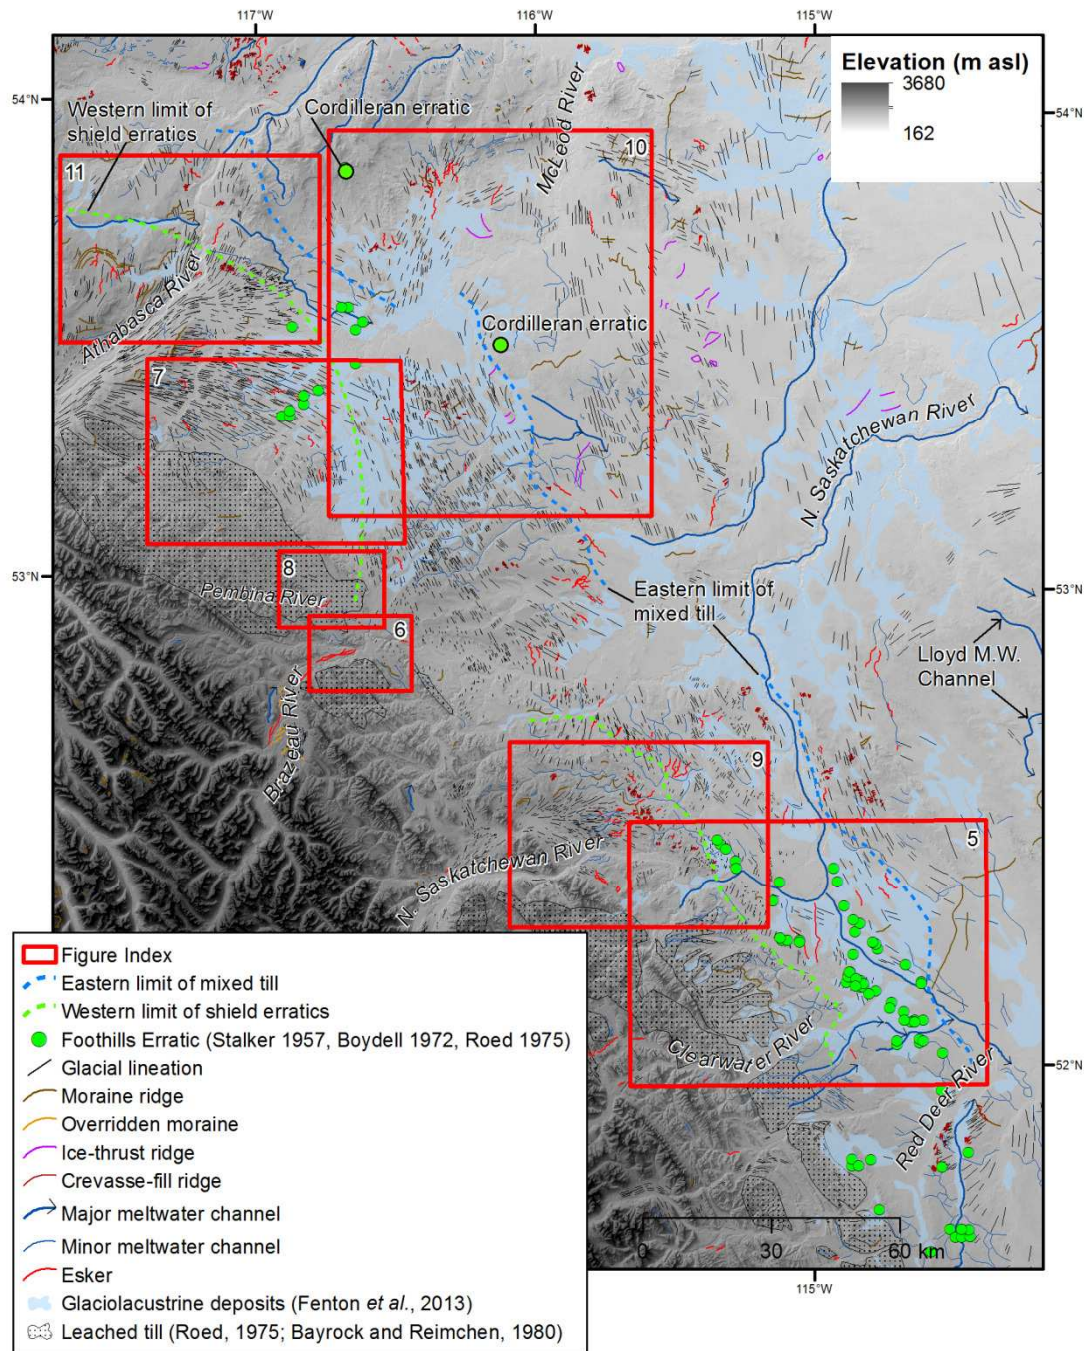 117°W
116°W
115°W
54°N
54°N
Elevation (m asl)
3680
162
Western limit of
shield erratics
Cordilleran erratic
McLeod River
10
11
Athabasca River
Cordilleran erratic
7
N. Saskatchewan River
53°N
53°N
8
Pembina River
6
Eastern limit of
mixed till
Lloyd M.W.
Channel
Brazeau River
9
5
N. Saskatchewan River
Clearwater River
52°N
Red Deer River
0
30
60 km
115°W
Figure Index
Eastern limit of mixed till
Western limit of shield erratics
Foothills Erratic (Stalker 1957, Boydell 1972, Roed 1975)
Glacial lineation
Moraine ridge
Overridden moraine
Ice-thrust ridge
Crevasse-fill ridge
Major meltwater channel
Minor meltwater channel
Esker
Glaciolacustrine deposits (Fenton et al., 2013)
Leached till (Roed, 1975; Bayrock and Reimchen, 1980)